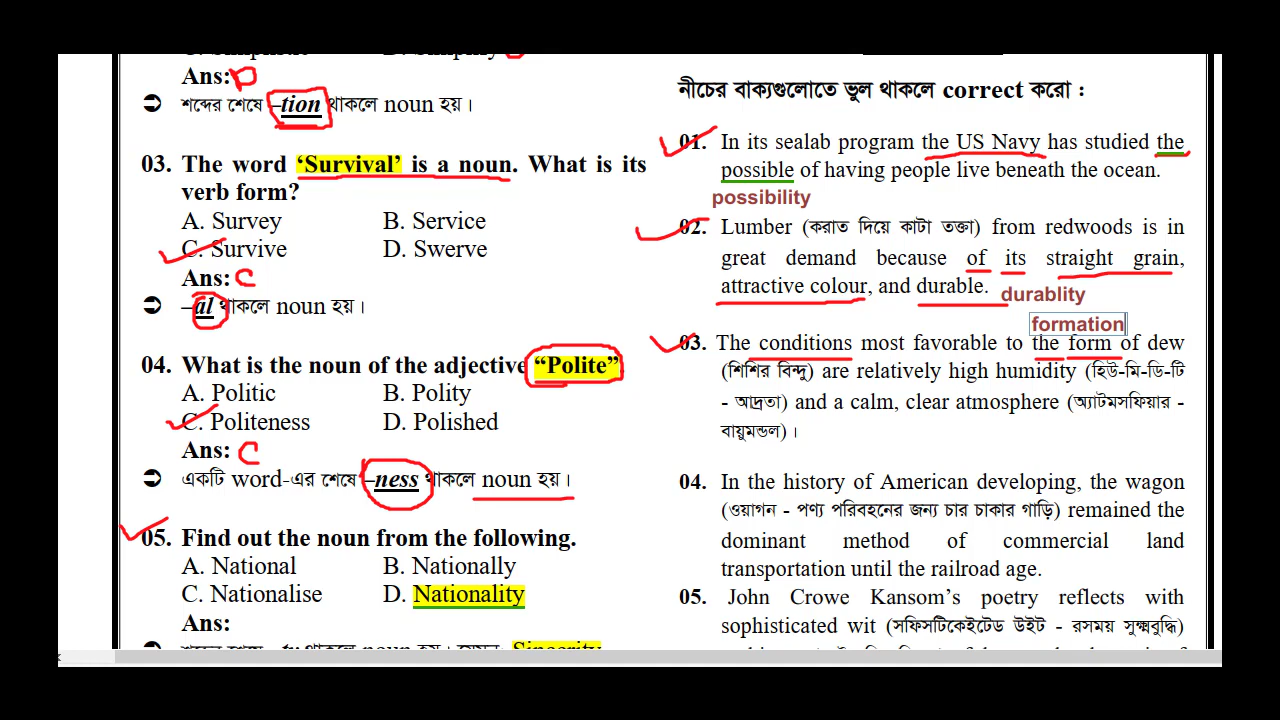 Ans: D
➲ শব্দের শেষে –tion থাকলে noun হয়।
03. The word ‘Survival’ is a noun. What is its
verb form?
A. Survey B. Service
C. Survive D. Swerve
Ans: C
➲ –al থাকলে noun হয়।
04. What is the noun of the adjective “Polite”.
A. Politic B. Polity
C. Politeness D. Polished
Ans: C
➲ একটি word-এর শেষে –ness থাকলে noun হয়।
05. Find out the noun from the following.
A. National B. Nationally
C. Nationalise D. Nationality
Ans:
নীচের বাক্যগুলোতে ভুল থাকলে correct করো :
01. In its sealab program the US Navy has studied the
possible of having people live beneath the ocean.
possibility
02. Lumber (করাত দিয়ে কাটা তক্তা) from redwoods is in
great demand because of its straight grain,
attractive colour, and durable. durablity
formation
03. The conditions most favorable to the form of dew
(শিশির বিন্দু) are relatively high humidity (হিউ-মি-ডি-টি
- আদ্রতা) and a calm, clear atmosphere (অ্যাটমসফিয়ার -
বায়ুমন্ডল)।
04. In the history of American developing, the wagon
(ওয়াগন - পণ্য পরিবহনের জন্য চার চাকার গাড়ি) remained the
dominant method of commercial land
transportation until the railroad age.
05. John Crowe Kansom’s poetry reflects with
sophisticated wit (সফিসটিকেইটেড উইট - রসময় সুক্ষ্মবুদ্ধি)